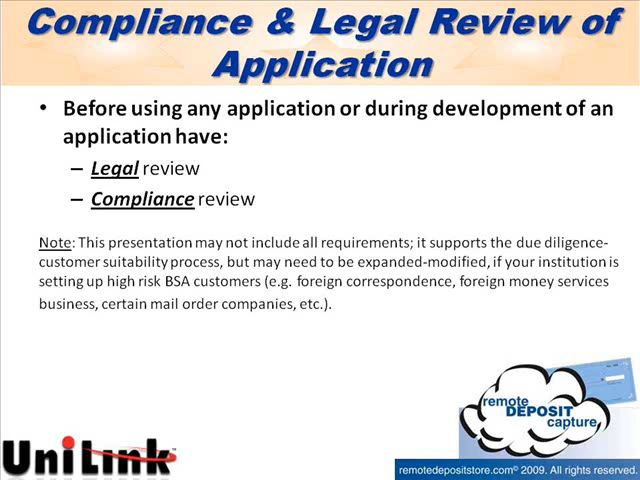 Compliance & Legal Review of
Application
• Before using any application or during development of an
application have:
– Legal review
– Compliance review
Note: This presentation may not include all requirements; it supports the due diligence-
customer suitability process, but may need to be expanded-modified, if your institution is
setting up high risk BSA customers (e.g. foreign correspondence, foreign money services
business, certain mail order companies, etc.).
remote
DEPOSIT
capture
UniLink™
remotedepositstore.com© 2009. All rights reserved.